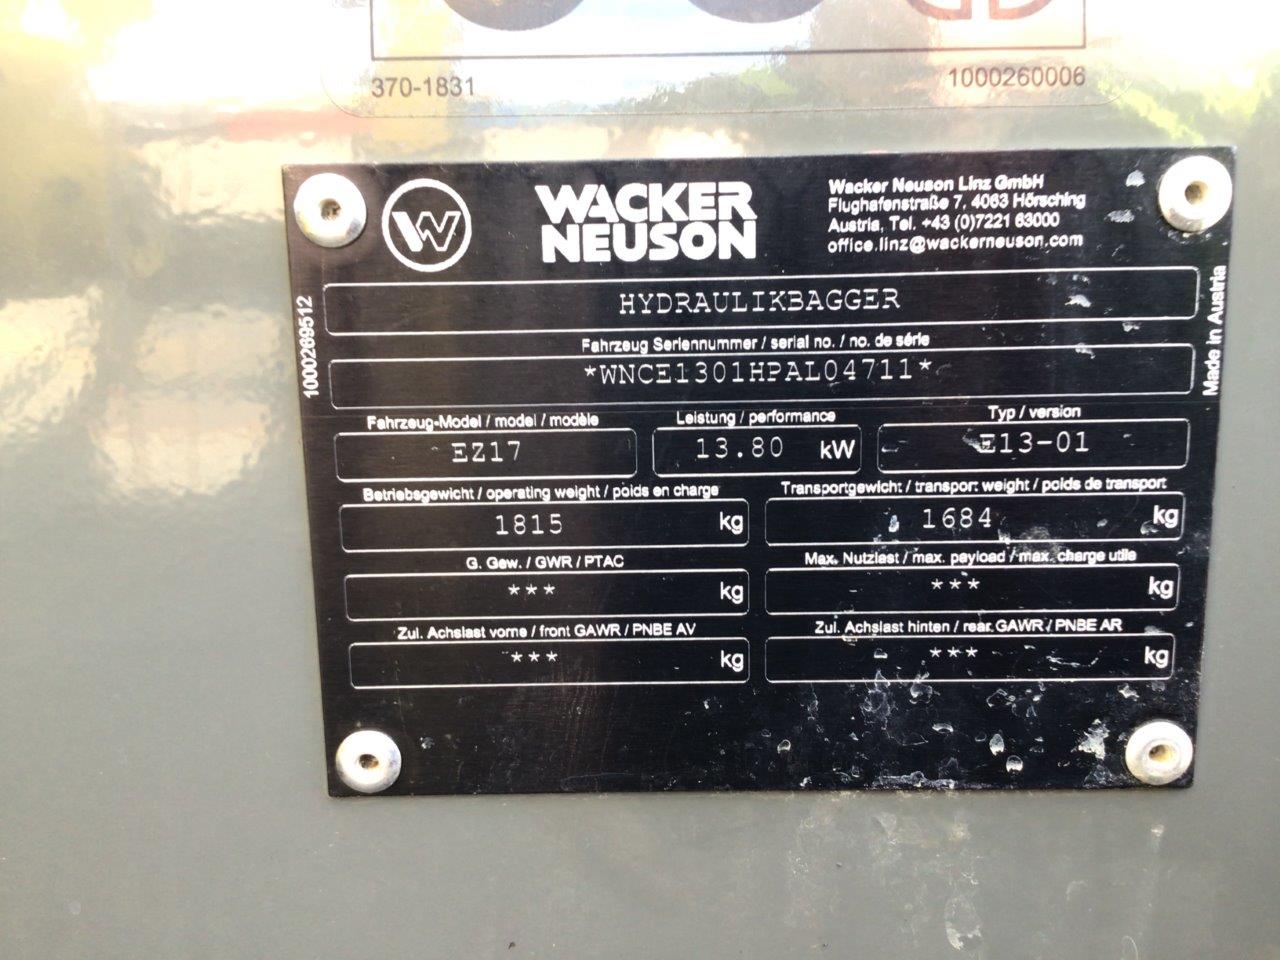 370-1831 1000260006
WACKER
NEUSON
Wacker Neuson Linz GmbH
Flughafenstraße 7, 4063 Hörsching
Austria, Tel. +43 (0)7221 63000
office.linz@wackerneuson.com
1000269512
Made in Austria
HYDRAULIKBAGGER
Fahrzeug Seriennummer / serial no. / no. de série
*WNCE1301HPAL04711*
Fahrzeug-Model / model / modèle Leistung / performance Typ / version
EZ17 13.80 kW E13-01
Betriebsgewicht / operating weight / poids en charge Transportgewicht / transport weight / poids de transport
1815 kg 1684 kg
G. Gew. / GWR / PTAC Max. Nutzlast / max. payload / max. charge utile
*** kg *** kg
Zul. Achslast vorne / front GAWR / PNBE AV Zul. Achslast hinten / rear. GAWR / PNBE AR
*** kg *** kg